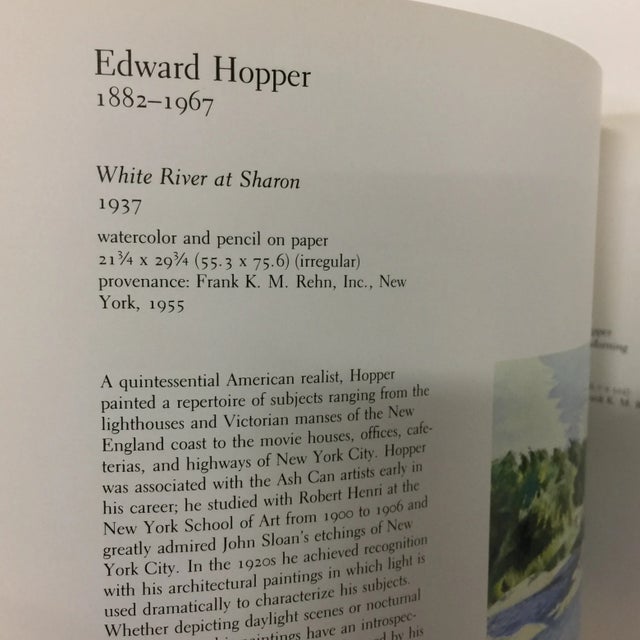 Edward Hopper
1882–1967
White River at Sharon
1937
watercolor and pencil on paper
21¾ x 29¾ (55.3 x 75.6) (irregular)
provenance: Frank K. M. Rehn, Inc., New
York, 1955
A quintessential American realist, Hopper
painted a repertoire of subjects ranging from the
lighthouses and Victorian manses of the New
England coast to the movie houses, offices, cafe-
terias, and highways of New York City. Hopper
was associated with the Ash Can artists early in
his career; he studied with Robert Henri at the
New York School of Art from 1900 to 1906 and
greatly admired John Sloan's etchings of New
York City. In the 1920s he achieved recognition
with his architectural paintings in which light is
used dramatically to characterize his subjects.
Whether depicting daylight scenes or nocturnal
paintings have an introspec-
by his